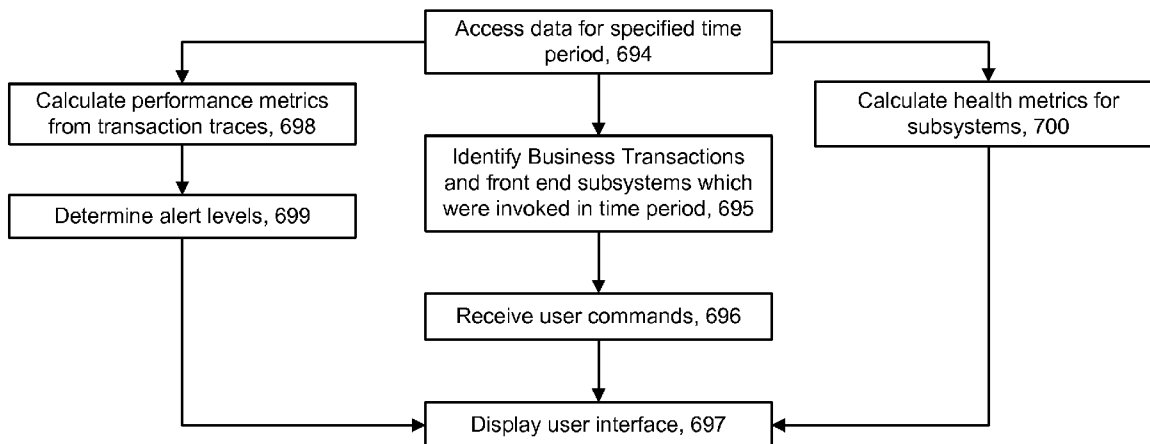 Access data for specified time
period, 694
Calculate performance metrics
from transaction traces, 698
Calculate health metrics for
subsystems, 700
Identify Business Transactions
and front end subsystems which
were invoked in time period, 695
Determine alert levels, 699
Receive user commands, 696
Display user interface, 697